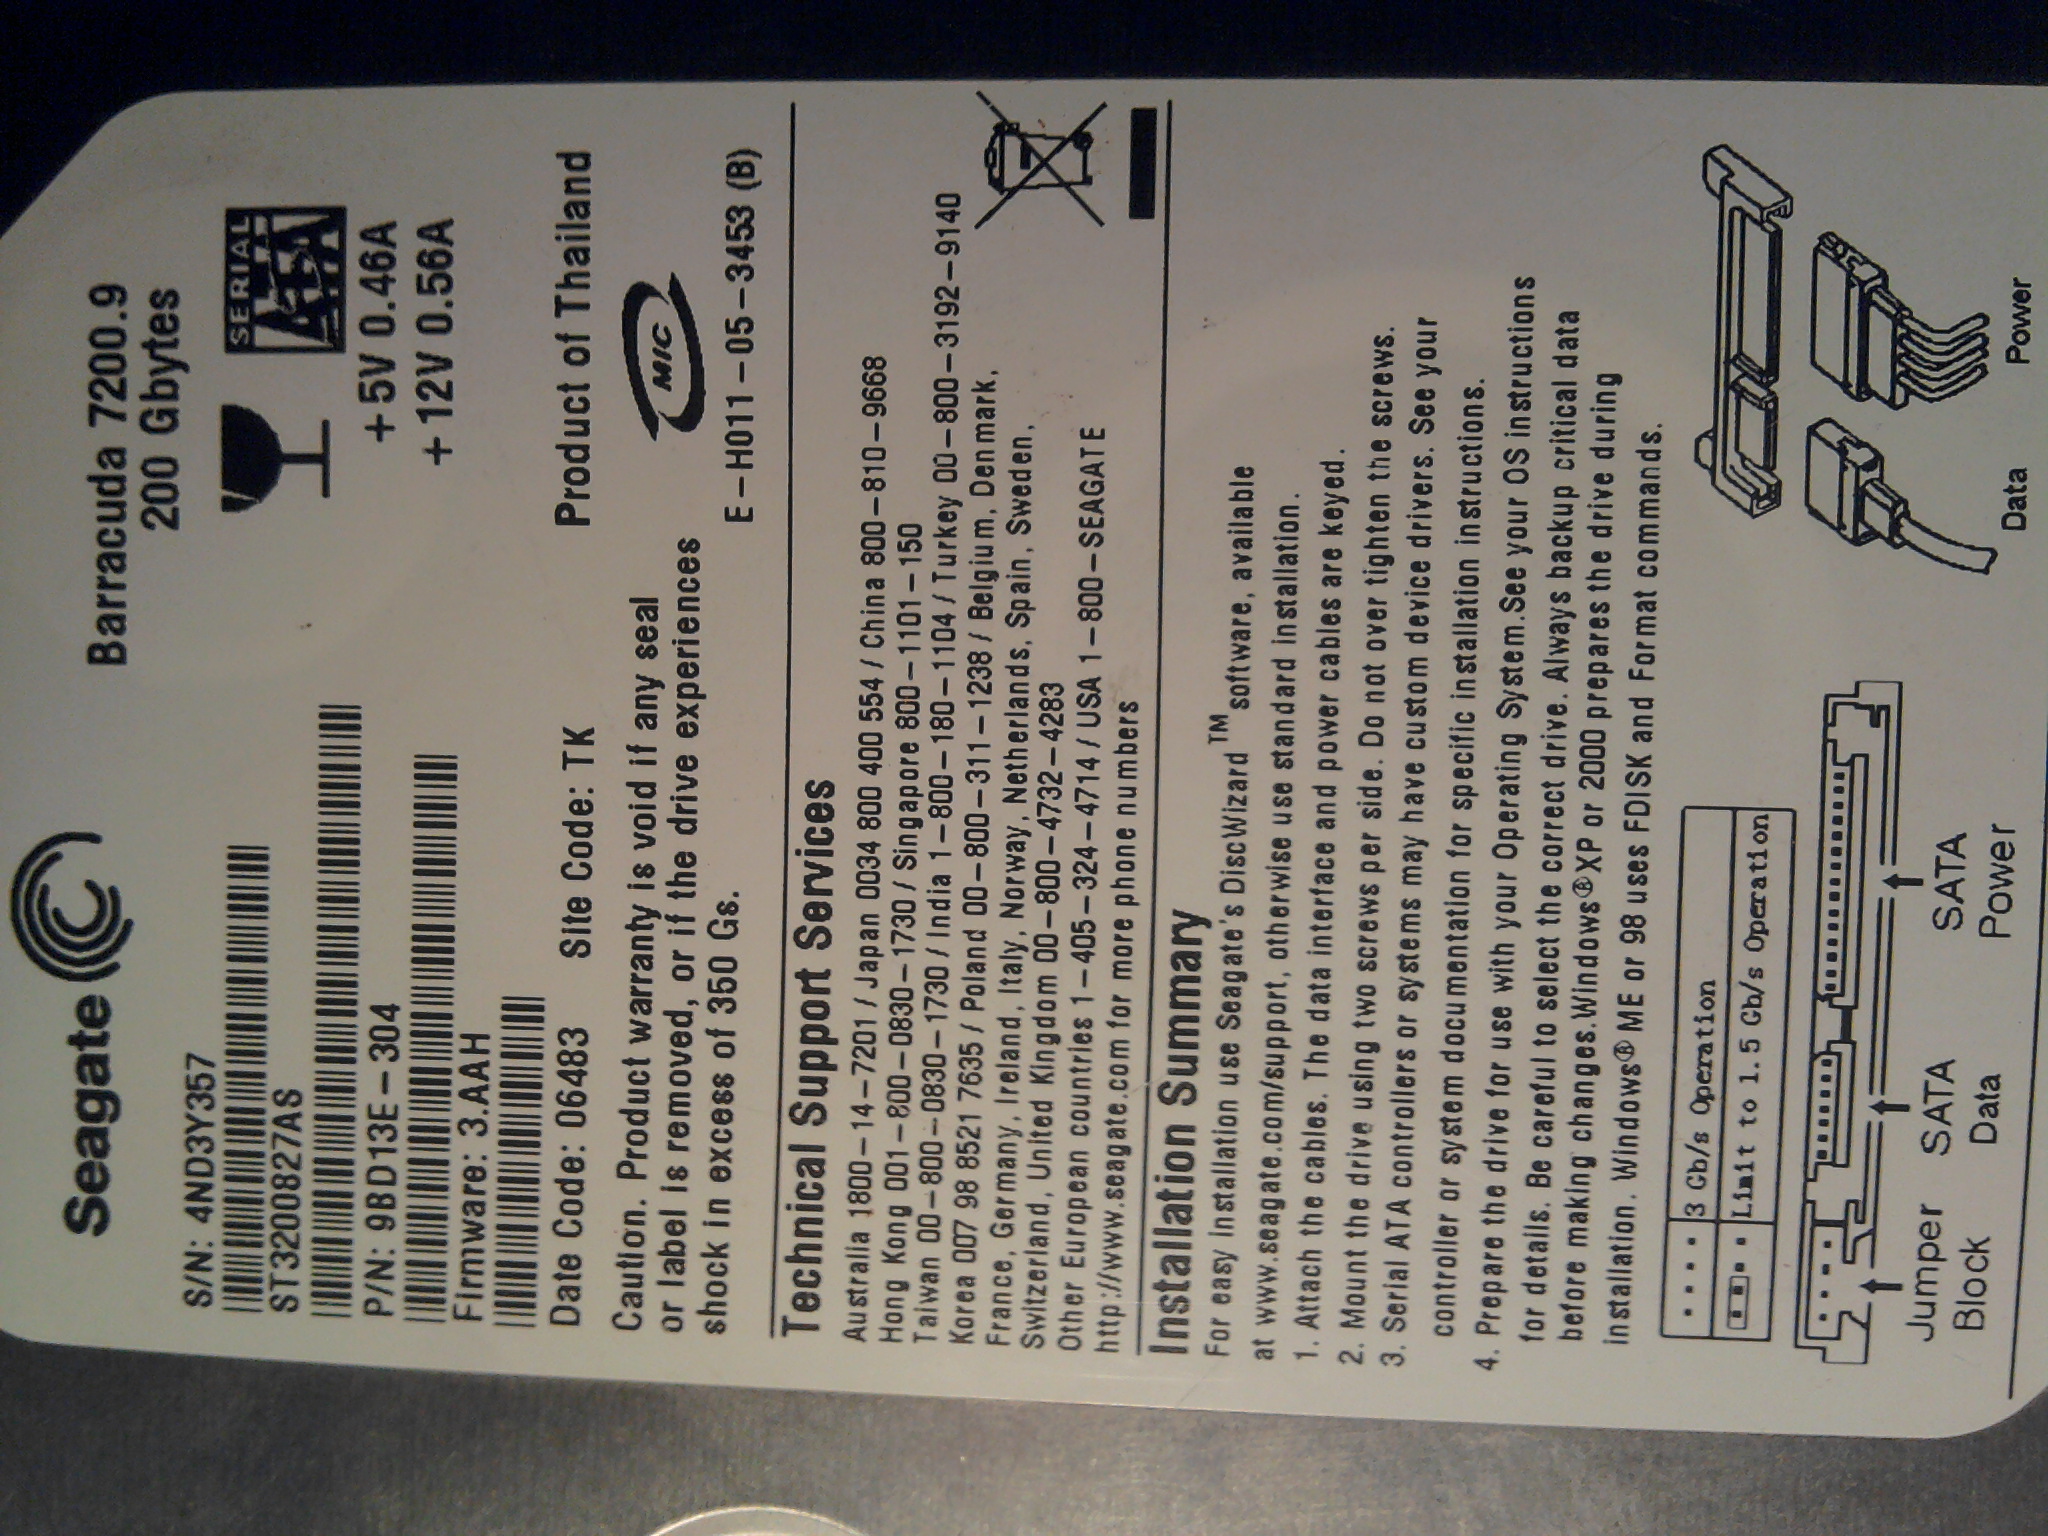 Seagate
Barracuda 7200.9
200 Gbytes
S/N: 4ND3Y357
SERIAL
ATA
ST3200827AS
+5V 0.46A
P/N: 9BD13E-304
+12V 0.56A
Firmware: 3.AAH
Date Code: 06483 Site Code: TK Product of Thailand
Caution. Product warranty is void if any seal
or label is removed, or if the drive experiences
shock in excess of 350 Gs.
MIC
E-H011-05-3453 (B)
Technical Support Services
Australia 1800-14-7201 / Japan 0034 800 400 554 / China 800-810-9668
Hong Kong 001-800-0830-1730 / Singapore 800-1101-150
Taiwan 00-800-0830-1730 / India 1-800-180-1104 / Turkey 00-800-3192-9140
Korea 007 98 8521 7635 / Poland 00-800-311-1238 / Belgium, Denmark,
France, Germany, Ireland, Italy, Norway, Netherlands, Spain, Sweden,
Switzerland, United Kingdom 00-800-4732-4283
Other European countries 1-405-324-4714 / USA 1-800-SEAGATE
http://www.seagate.com for more phone numbers
Installation Summary
For easy installation use Seagate's DiscWizard™ software, available
at www.seagate.com/support, otherwise use standard installation.
1. Attach the cables. The data interface and power cables are keyed.
2. Mount the drive using two screws per side. Do not over tighten the screws.
3. Serial ATA controllers or systems may have custom device drivers. See your
controller or system documentation for specific installation instructions.
4. Prepare the drive for use with your Operating System.See your OS instructions
for details. Be careful to select the correct drive. Always backup critical data
before making changes.Windows®XP or 2000 prepares the drive during
installation. Windows® ME or 98 uses FDISK and Format commands.
3 Gb/s Operation
Limit to 1.5 Gb/s Operation
Jumper
Block
SATA
Data
SATA
Power
Data
Power